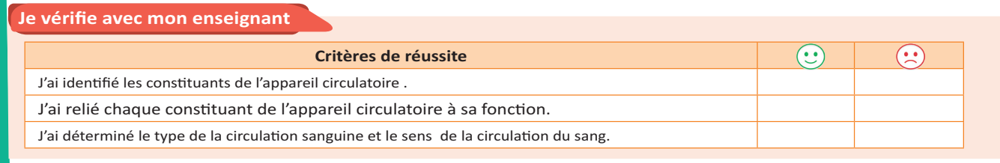 Je vérifie avec mon enseignant
Critères de réussite
J’ai identifié les constituants de l’appareil circulatoire .
J’ai relié chaque constituant de l’appareil circulatoire à sa fonction.
J’ai déterminé le type de la circulation sanguine et le sens de la circulation du sang.